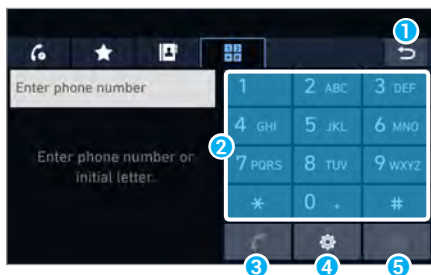 1
Enter phone number
1 2 ABC 3 DEF
4 GHI 5 JKL 6 MNO
2
Enter phone number or
initial letter.
7 PQRS 8 TUV 9 WXYZ
* 0 + #
3 4 5